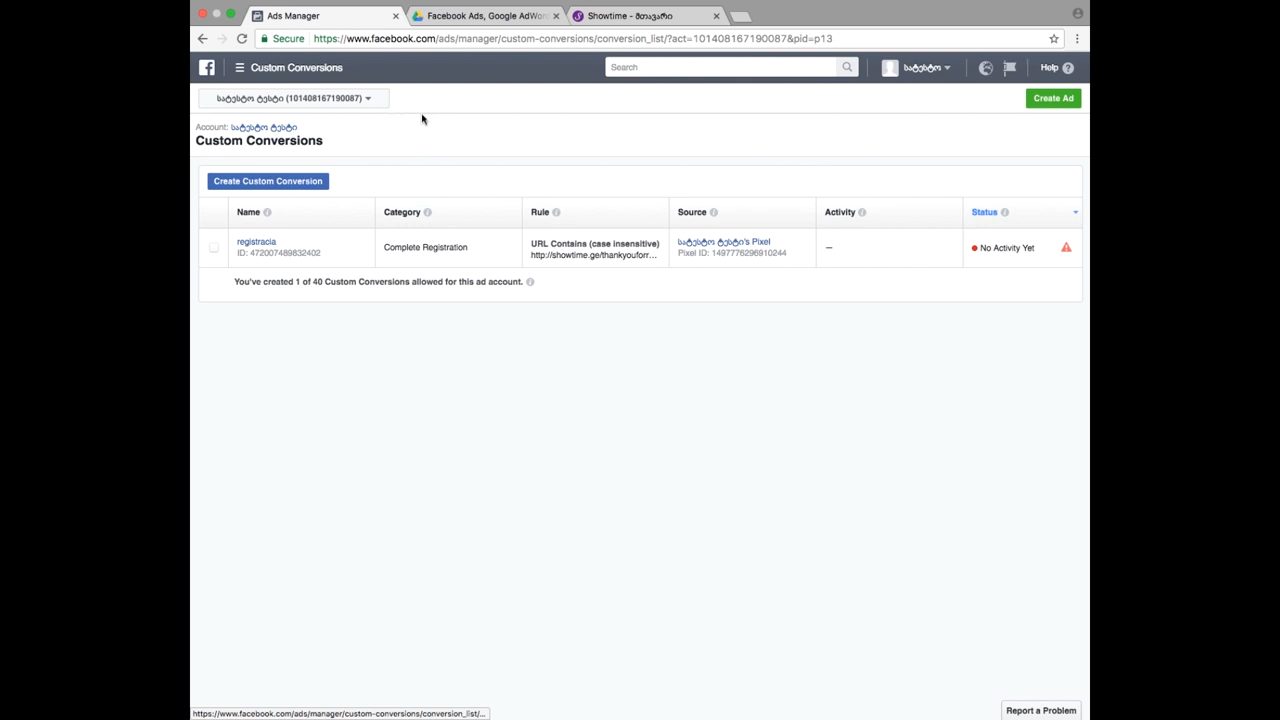 Ads Manager
Facebook Ads, Google AdWor
Showtime - მთავარი
Secure
https://www.facebook.com/ads/manager/custom-conversions/conversion_list/?act=101408167190087&pid=p13
Custom Conversions
Search
სატესტო
Help
სატესტო ტესტი (101408167190087)
Create Ad
Account: სატესტო ტესტი
Custom Conversions
Create Custom Conversion
Name
Category
Rule
Source
Activity
Status
registracia
ID: 472007489832402
Complete Registration
URL Contains (case insensitive)
http://showtime.ge/thankyouforr...
სატესტო ტესტი's Pixel
Pixel ID: 1497776296910244
—
No Activity Yet
You've created 1 of 40 Custom Conversions allowed for this ad account.
https://www.facebook.com/ads/manager/custom-conversions/conversion_list/...
Report a Problem